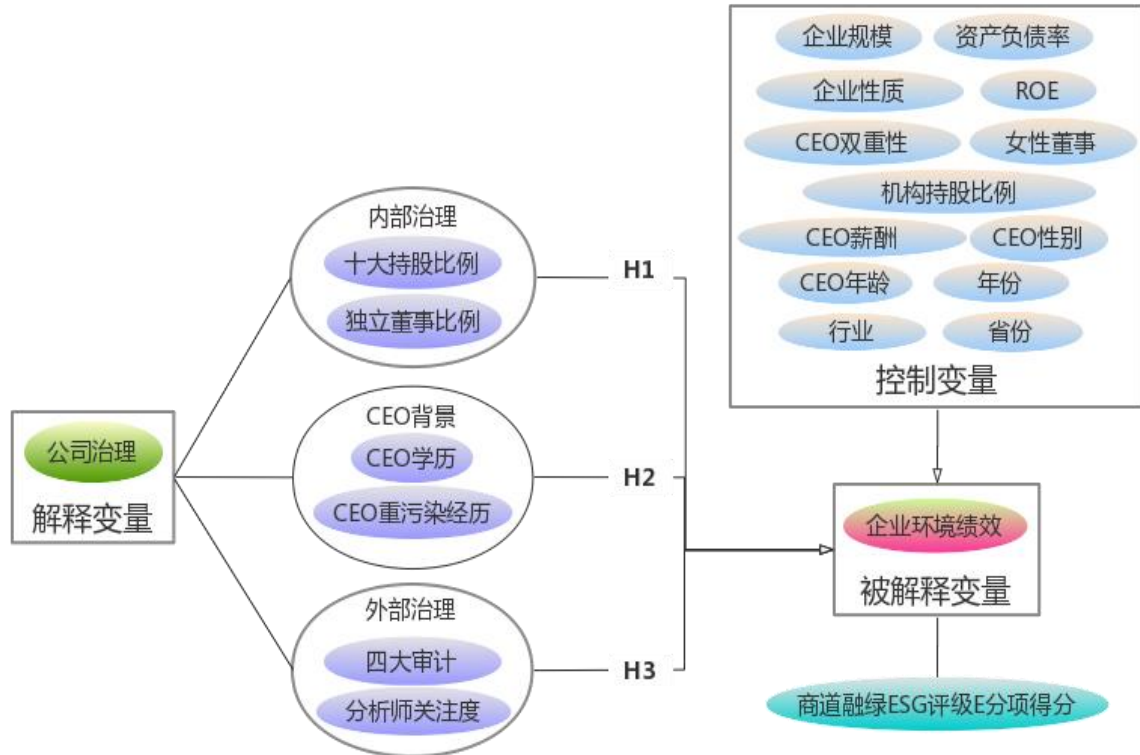 公司治理
解释变量
内部治理
十大持股比例
独立董事比例
CEO背景
CEO学历
CEO重污染经历
外部治理
四大审计
分析师关注度
H1
H2
H3
企业规模
资产负债率
企业性质
ROE
CEO双重性
女性董事
机构持股比例
CEO薪酬
CEO性别
CEO年龄
年份
行业
省份
控制变量
企业环境绩效
被解释变量
商道融绿ESG评级E分项得分